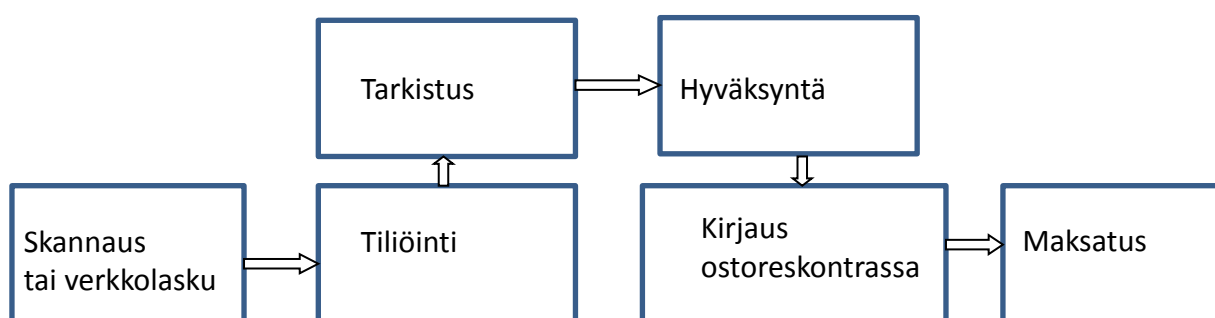 Tarkistus
Hyväksyntä
Skannaus
tai verkkolasku
Tiliöinti
Kirjaus
ostoreskontrassa
Maksatus